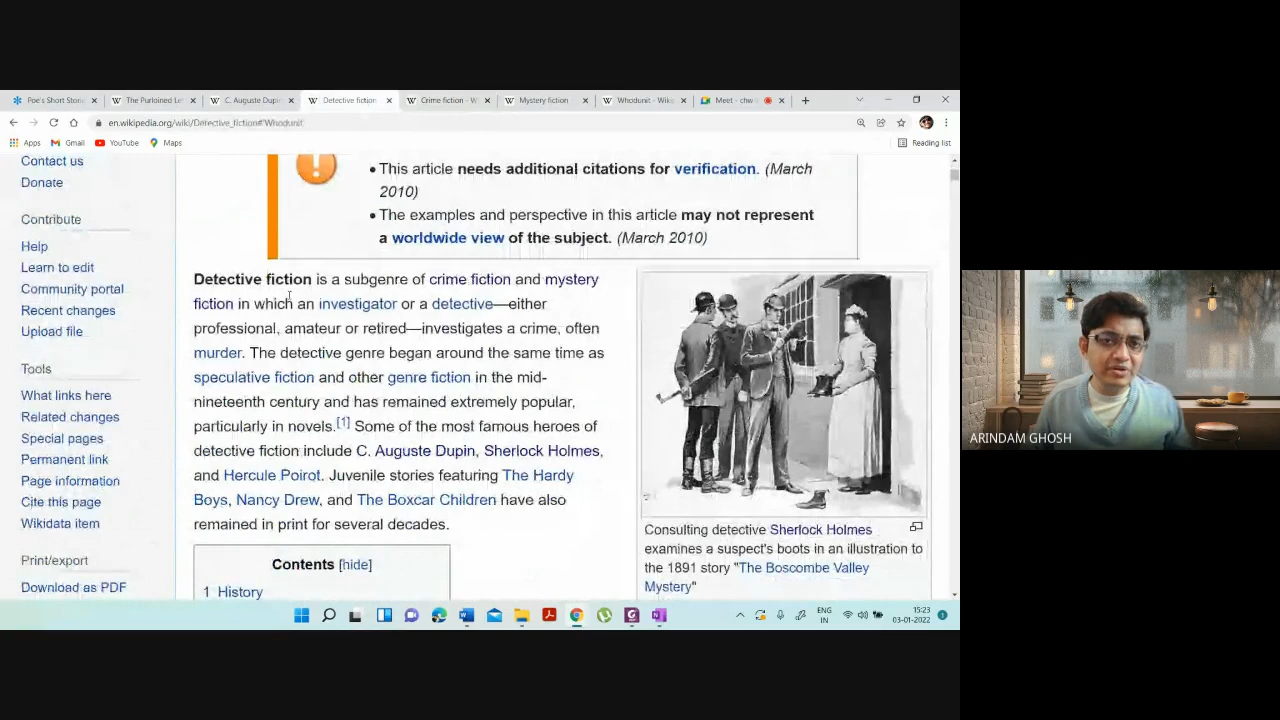 Poe's Short Stori
The Purloined Le
C. Auguste Dupi
Detective fiction
Crime fiction - W
Mystery fiction
Whodunit - Wiki
Meet - chw
en.wikipedia.org/wiki/Detective_fiction#Whodunit
Apps
Gmail
YouTube
Maps
Reading list
Contact us
Donate
Contribute
Help
Learn to edit
Community portal
Recent changes
Upload file
Tools
What links here
Related changes
Special pages
Permanent link
Page information
Cite this page
Wikidata item
Print/export
Download as PDF
• This article needs additional citations for verification. (March
2010)
• The examples and perspective in this article may not represent
a worldwide view of the subject. (March 2010)
Detective fiction is a subgenre of crime fiction and mystery
fiction in which an investigator or a detective—either
professional, amateur or retired—investigates a crime, often
murder. The detective genre began around the same time as
speculative fiction and other genre fiction in the mid-
nineteenth century and has remained extremely popular,
particularly in novels.[1] Some of the most famous heroes of
detective fiction include C. Auguste Dupin, Sherlock Holmes,
and Hercule Poirot. Juvenile stories featuring The Hardy
Boys, Nancy Drew, and The Boxcar Children have also
remained in print for several decades.
Contents [hide]
1 History
Consulting detective Sherlock Holmes
examines a suspect's boots in an illustration to
the 1891 story "The Boscombe Valley
Mystery"
ARINDAM GHOSH
ENG
IN
15:23
03-01-2022